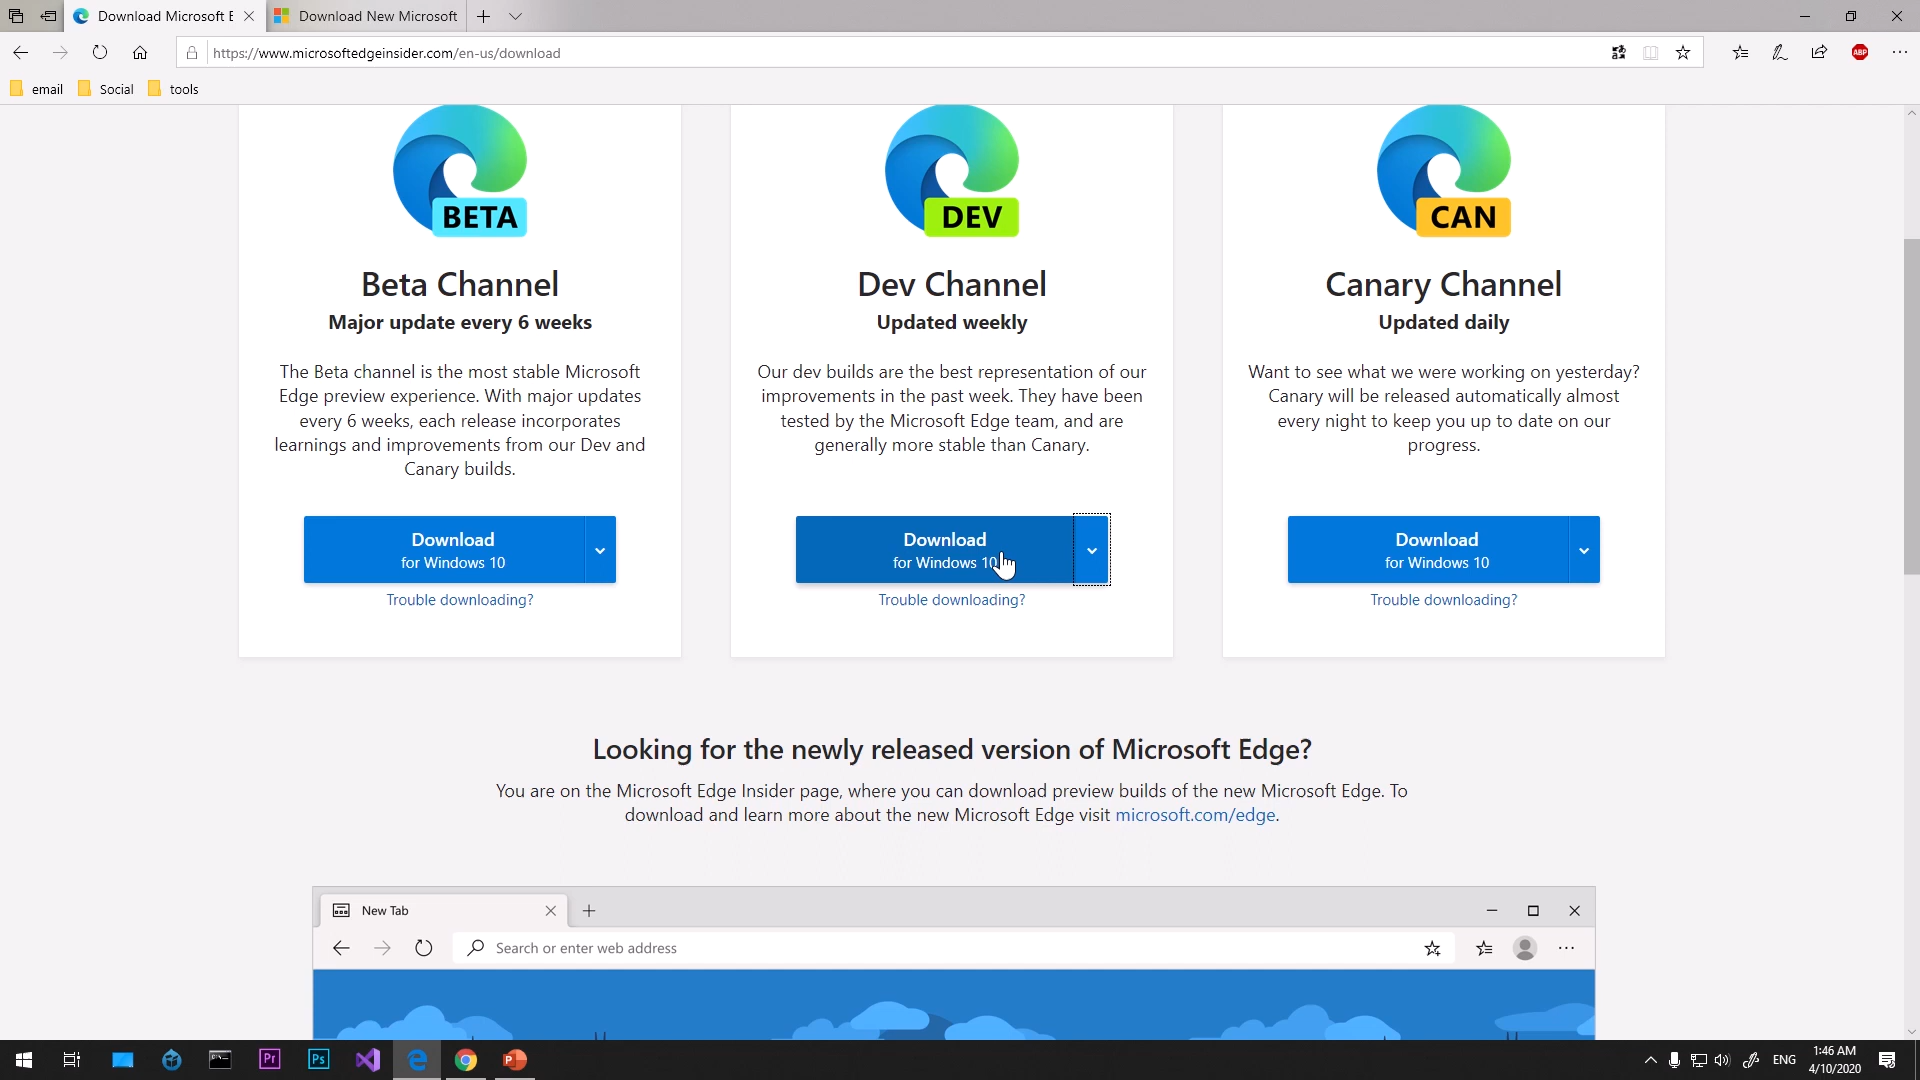 Download Microsoft E
Download New Microsoft
https://www.microsoftedgeinsider.com/en-us/download
ABP
email
Social
tools
BETA
Beta Channel
Major update every 6 weeks
The Beta channel is the most stable Microsoft
Edge preview experience. With major updates
every 6 weeks, each release incorporates
learnings and improvements from our Dev and
Canary builds.
Download
for Windows 10
Trouble downloading?
DEV
Dev Channel
Updated weekly
Our dev builds are the best representation of our
improvements in the past week. They have been
tested by the Microsoft Edge team, and are
generally more stable than Canary.
Download
for Windows 10
Trouble downloading?
CAN
Canary Channel
Updated daily
Want to see what we were working on yesterday?
Canary will be released automatically almost
every night to keep you up to date on our
progress.
Download
for Windows 10
Trouble downloading?
Looking for the newly released version of Microsoft Edge?
You are on the Microsoft Edge Insider page, where you can download preview builds of the new Microsoft Edge. To
download and learn more about the new Microsoft Edge visit microsoft.com/edge.
New Tab
Search or enter web address
Pr
Ps
ENG
1:46 AM
4/10/2020